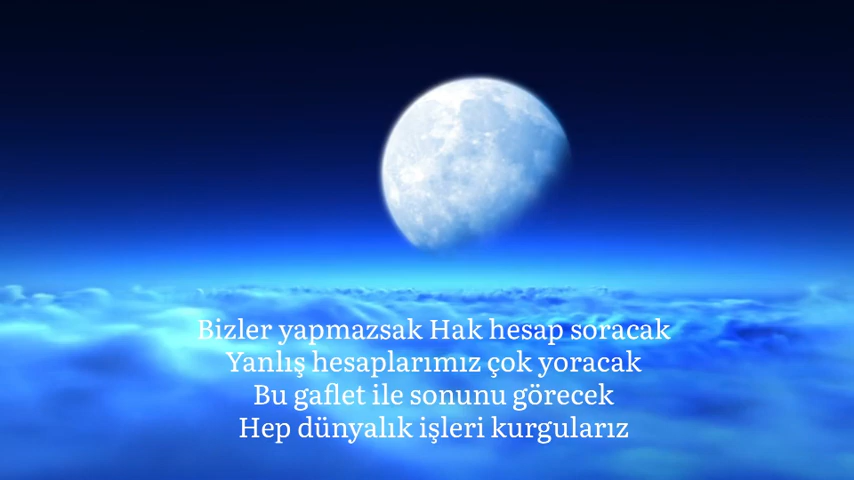 Bizler yapmazsak Hak hesap soracak
Yanlış hesaplarımız çok yoracak
Bu gaflet ile sonunu görecek
Hep dünyalık işleri kurgularız